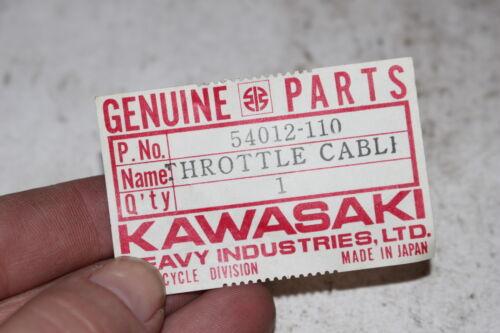 GENUINE PARTS
P. No. 54012-110
Name THROTTLE CABL
Q'ty 1
KAWASAKI
EAVY INDUSTRIES, LTD.
CYCLE DIVISION MADE IN JAPAN